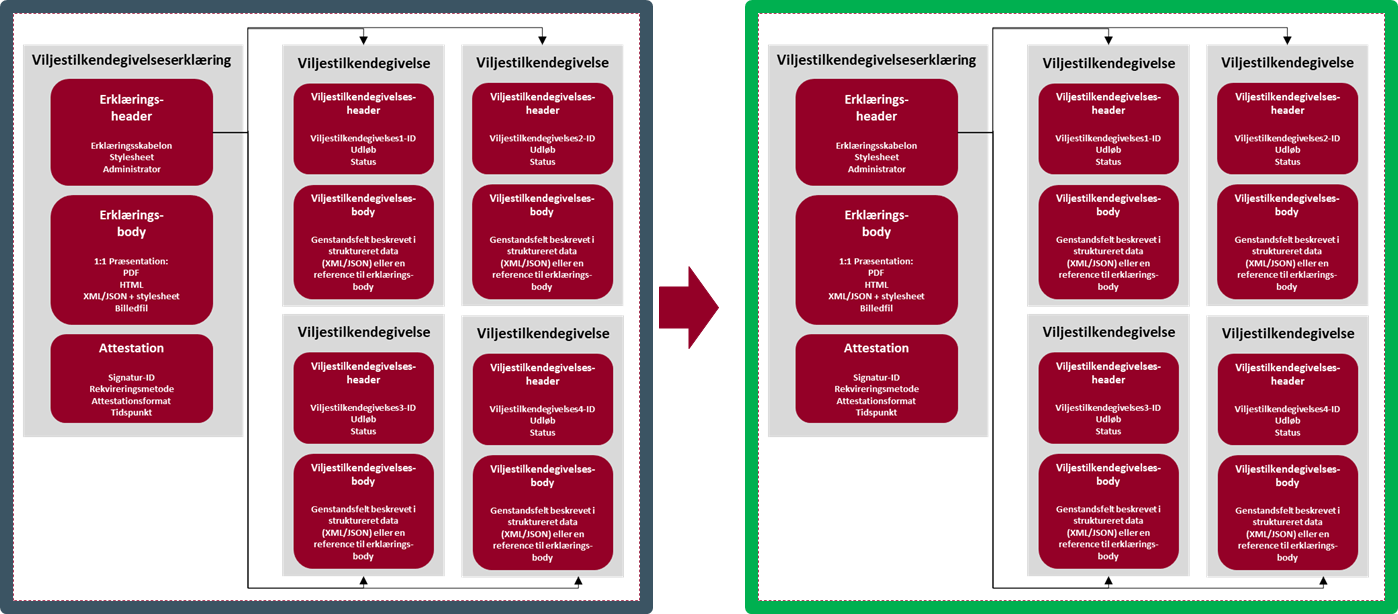 Viljestilkendegivelseserklæring
Erklærings-
header
Erklæringsskabelon
Stylesheet
Administrator
Erklærings-
body
1:1 Præsentation:
PDF
HTML
XML/JSON + stylesheet
Billedfil
Attestation
Signatur-ID
Rekvireringsmetode
Attestationsformat
Tidspunkt
Viljestilkendegivelse
Viljestilkendegivelses-
header
Viljestilkendegivelses1-ID
Udløb
Status
Viljestilkendegivelses-
body
Genstandsfelt beskrevet i
struktureret data
(XML/JSON) eller en
reference til erklærings-
body
Viljestilkendegivelse
Viljestilkendegivelses-
header
Viljestilkendegivelses2-ID
Udløb
Status
Viljestilkendegivelses-
body
Genstandsfelt beskrevet i
struktureret data
(XML/JSON) eller en
reference til erklærings-
body
Viljestilkendegivelse
Viljestilkendegivelses-
header
Viljestilkendegivelses3-ID
Udløb
Status
Viljestilkendegivelses-
body
Genstandsfelt beskrevet i
struktureret data
(XML/JSON) eller en
reference til erklærings-
body
Viljestilkendegivelse
Viljestilkendegivelses-
header
Viljestilkendegivelses4-ID
Udløb
Status
Viljestilkendegivelses-
body
Genstandsfelt beskrevet i
struktureret data
(XML/JSON) eller en
reference til erklærings-
body
Viljestilkendegivelseserklæring
Erklærings-
header
Erklæringsskabelon
Stylesheet
Administrator
Erklærings-
body
1:1 Præsentation:
PDF
HTML
XML/JSON + stylesheet
Billedfil
Attestation
Signatur-ID
Rekvireringsmetode
Attestationsformat
Tidspunkt
Viljestilkendegivelse
Viljestilkendegivelses-
header
Viljestilkendegivelses1-ID
Udløb
Status
Viljestilkendegivelses-
body
Genstandsfelt beskrevet i
struktureret data
(XML/JSON) eller en
reference til erklærings-
body
Viljestilkendegivelse
Viljestilkendegivelses-
header
Viljestilkendegivelses2-ID
Udløb
Status
Viljestilkendegivelses-
body
Genstandsfelt beskrevet i
struktureret data
(XML/JSON) eller en
reference til erklærings-
body
Viljestilkendegivelse
Viljestilkendegivelses-
header
Viljestilkendegivelses3-ID
Udløb
Status
Viljestilkendegivelses-
body
Genstandsfelt beskrevet i
struktureret data
(XML/JSON) eller en
reference til erklærings-
body
Viljestilkendegivelse
Viljestilkendegivelses-
header
Viljestilkendegivelses4-ID
Udløb
Status
Viljestilkendegivelses-
body
Genstandsfelt beskrevet i
struktureret data
(XML/JSON) eller en
reference til erklærings-
body